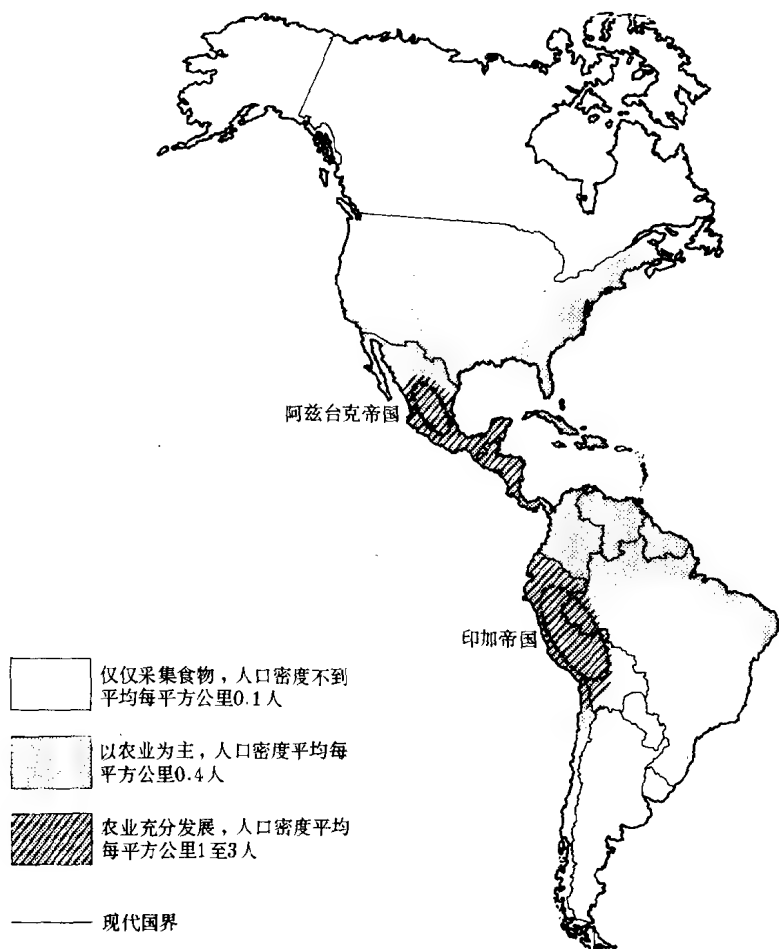 阿兹台克帝国
印加帝国
仅仅采集食物，人口密度不到
平均每平方公里0.1人
以农业为主，人口密度平均每
平方公里0.4人
农业充分发展，人口密度平均
每平方公里1至3人
现代国界